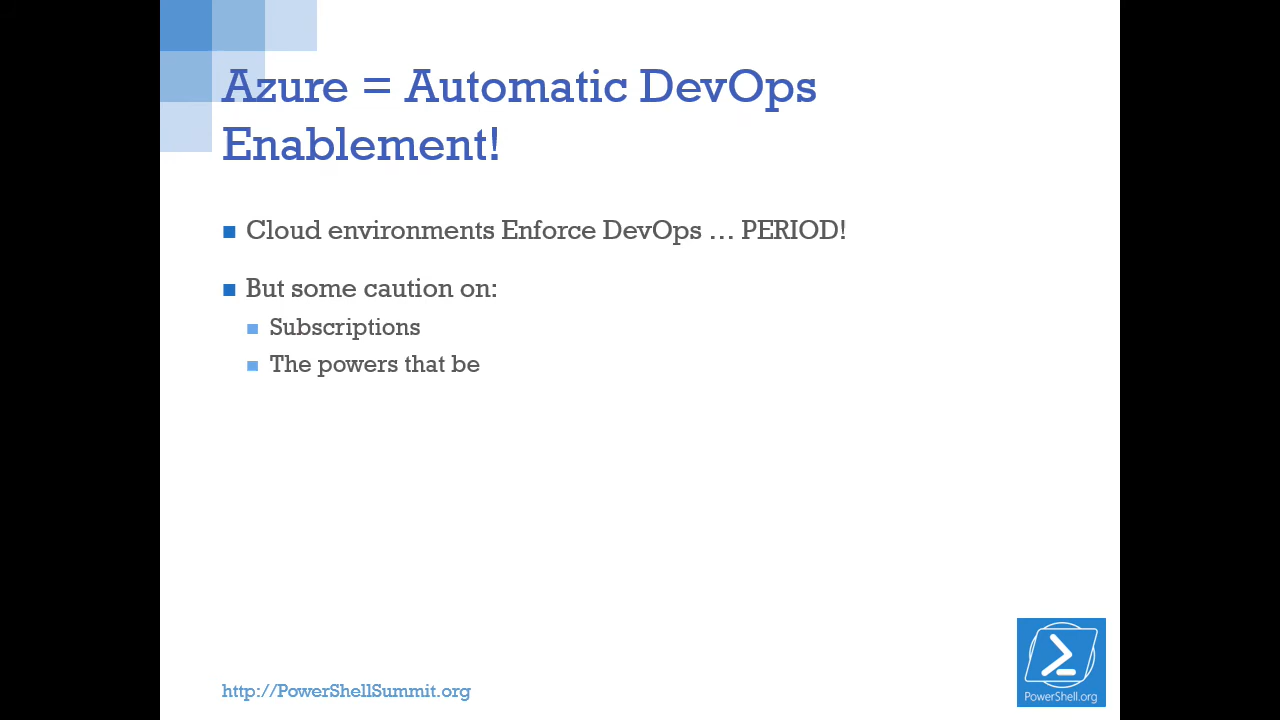 Azure = Automatic DevOps
Enablement!
Cloud environments Enforce DevOps … PERIOD!
But some caution on:
Subscriptions
The powers that be
http://PowerShellSummit.org
PowerShell.org